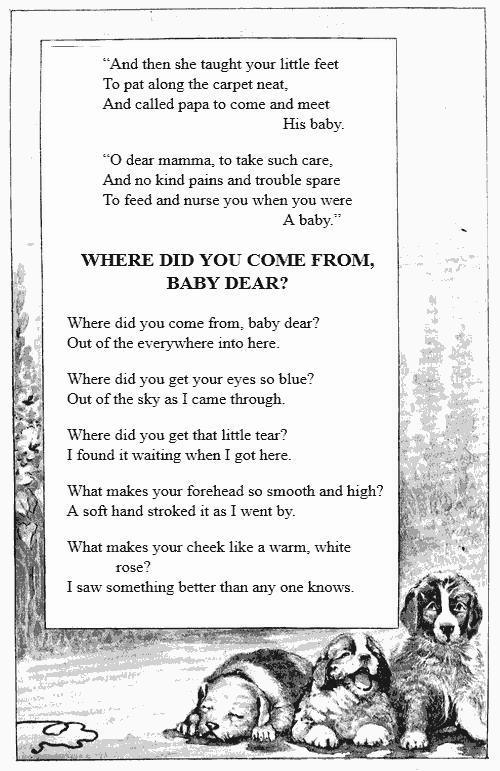 “And then she taught your little feet
To pat along the carpet neat,
And called papa to come and meet
His baby.
“O dear mamma, to take such care,
And no kind pains and trouble spare
To feed and nurse you when you were
A baby.”
WHERE DID YOU COME FROM,
BABY DEAR?
Where did you come from, baby dear?
Out of the everywhere into here.
Where did you get your eyes so blue?
Out of the sky as I came through.
Where did you get that little tear?
I found it waiting when I got here.
What makes your forehead so smooth and high?
A soft hand stroked it as I went by.
What makes your cheek like a warm, white
rose?
I saw something better than any one knows.